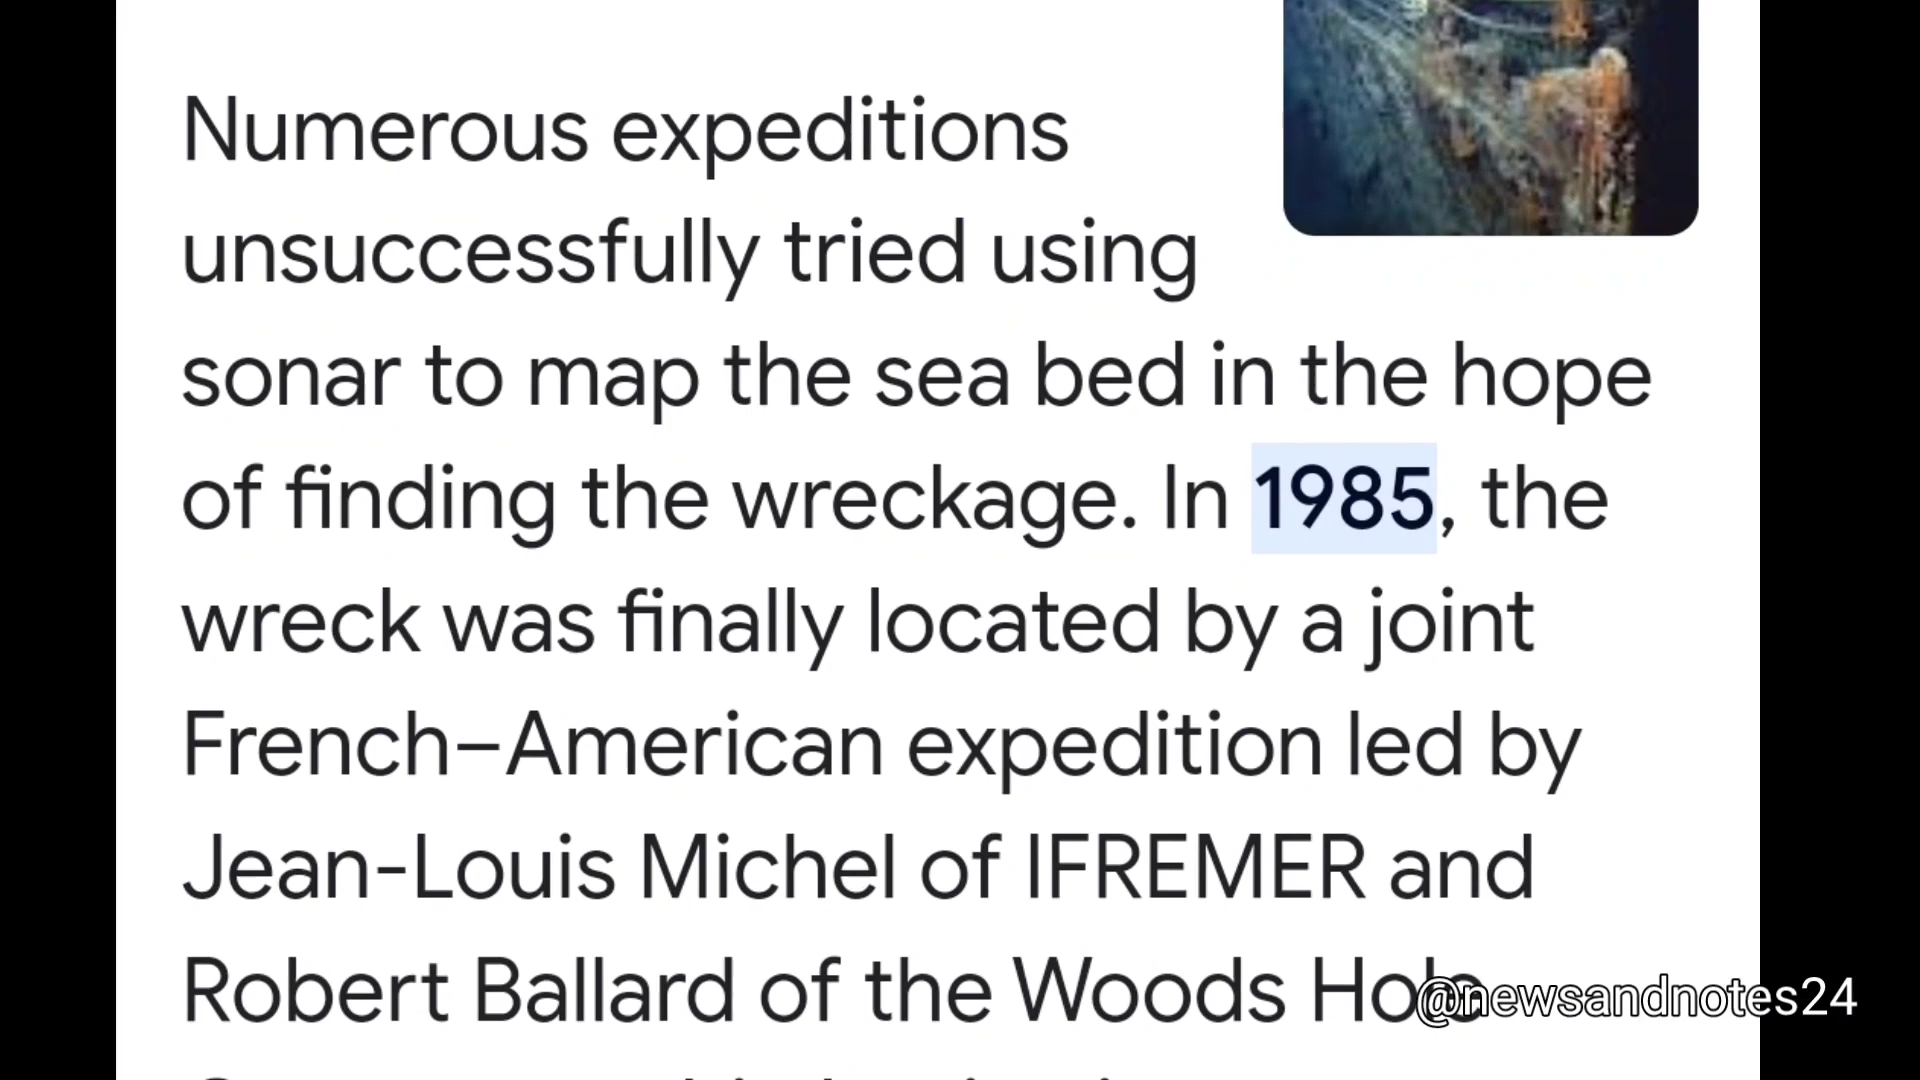 Numerous expeditions
unsuccessfully tried using
sonar to map the sea bed in the hope
of finding the wreckage. In 1985, the
wreck was finally located by a joint
French–American expedition led by
Jean-Louis Michel of IFREMER and
Robert Ballard of the Woods Hole
@newsandnotes24